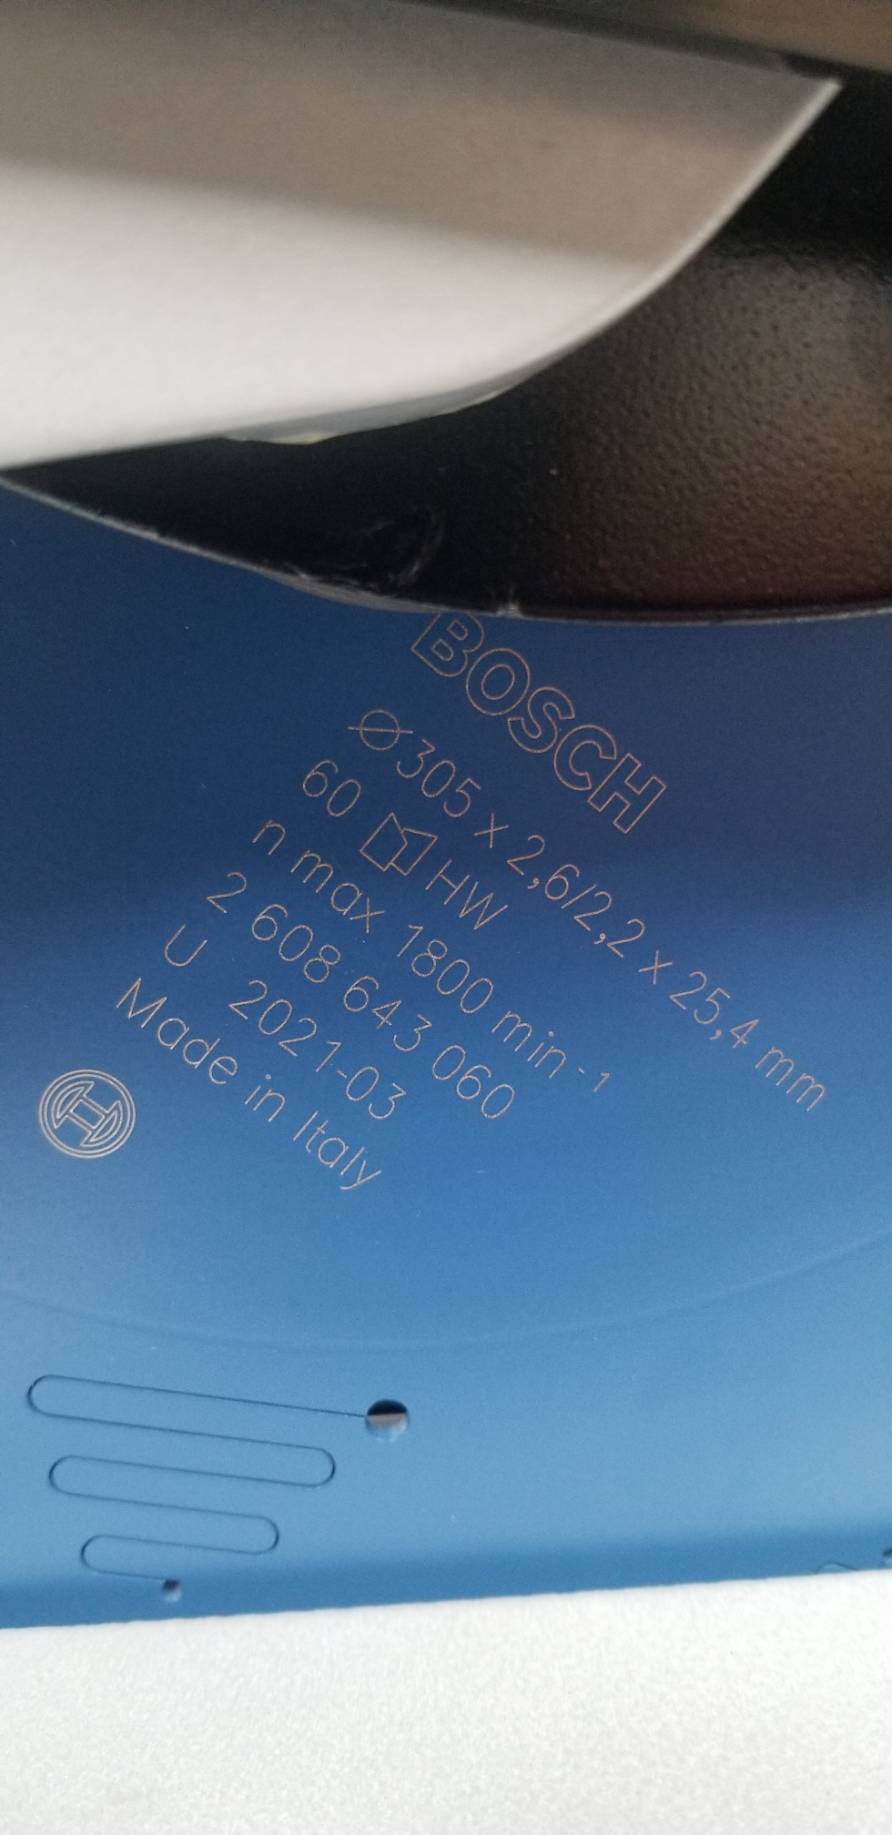 BOSCH
Ø 305 x 2,6/2,2 x 25,4 mm
60 HW
n max 1800 min⁻¹
2 608 643 060
U 2021-03
Made in Italy